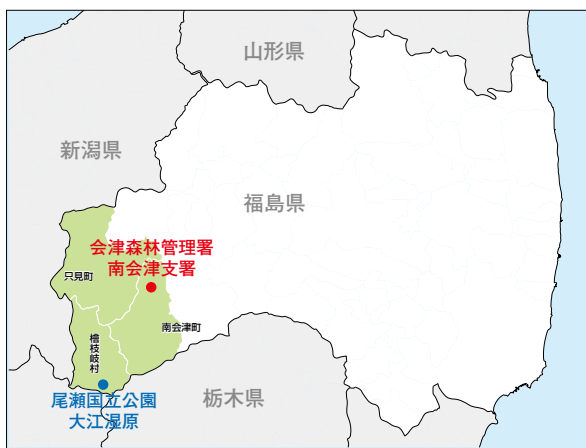 山形県
新潟県
福島県
会津森林管理署
南会津支署
只見町
南会津町
檜枝岐村
尾瀬国立公園
大江湿原
栃木県